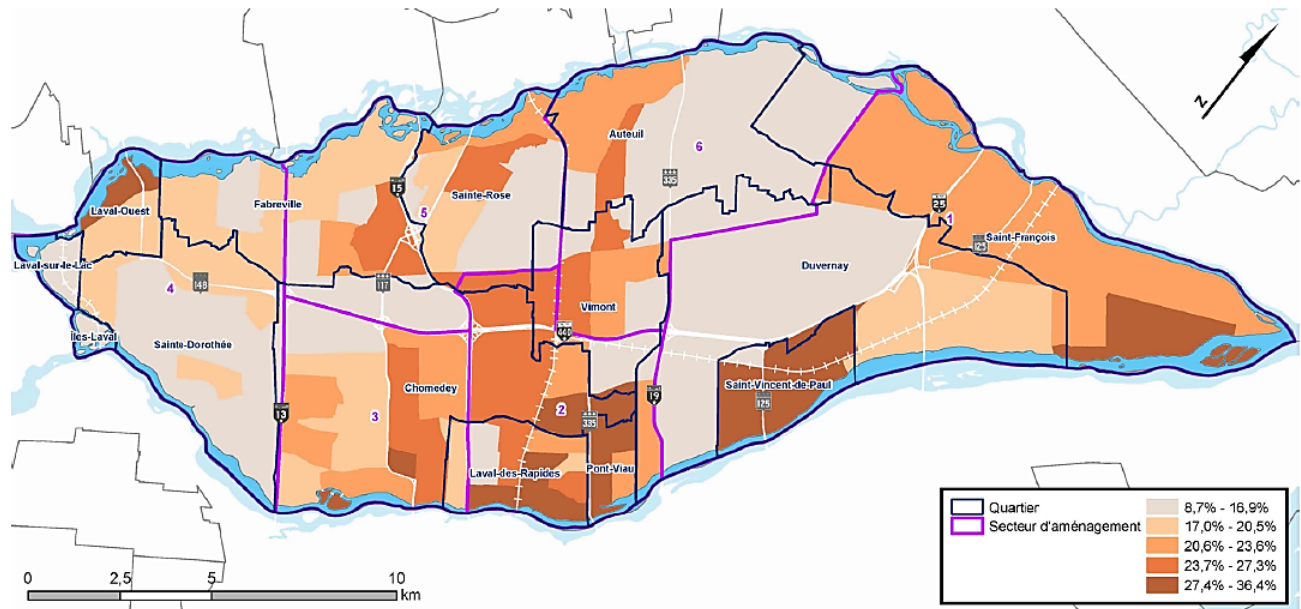 N
Auteuil
6
335
15
Sainte-Rose
5
Laval-Ouest
Fabreville
25
1
125
Saint-François
Laval-sur-le-Lac
Duvernay
4
148
117
Vimont
Îles-Laval
Sainte-Dorothée
440
Chomedey
Saint-Vincent-de-Paul
13
3
2
335
19
125
Laval-des-Rapides
Pont-Viau
Quartier
Secteur d'aménagement
8,7% - 16,9%
17,0% - 20,5%
20,6% - 23,6%
23,7% - 27,3%
27,4% - 36,4%
0 2,5 5 10
km